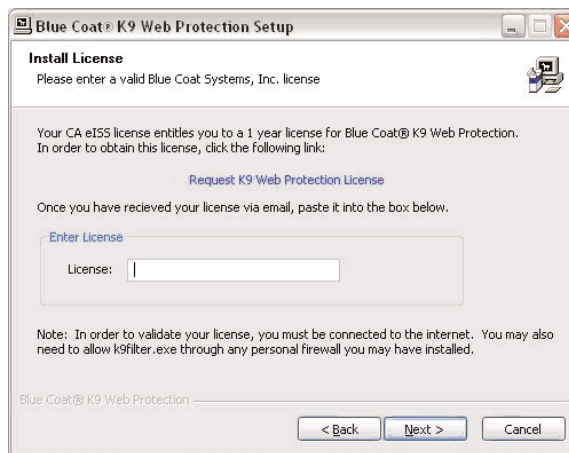 Blue Coat® K9 Web Protection Setup
Install License
Please enter a valid Blue Coat Systems, Inc. license
Your CA eISS license entitles you to a 1 year license for Blue Coat® K9 Web Protection.
In order to obtain this license, click the following link:
Request K9 Web Protection License
Once you have recieved your license via email, paste it into the box below.
Enter License
License:
Note: In order to validate your license, you must be connected to the internet. You may also
need to allow k9filter.exe through any personal firewall you may have installed.
Blue Coat® K9 Web Protection
< Back Next > Cancel